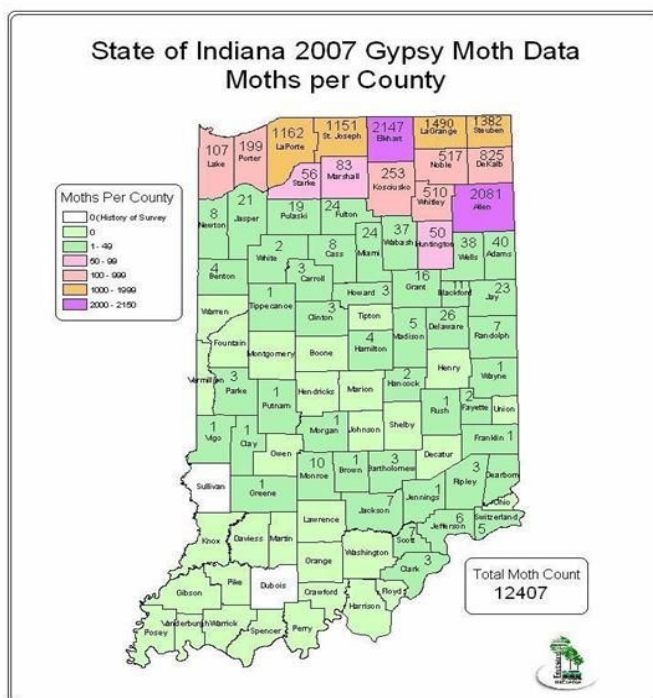 State of Indiana 2007 Gypsy Moth Data
Moths per County
107
Lake
199
Porter
1162
LaPorte
1151
St. Joseph
2147
Elkhart
1490
LaGrange
1382
Steuben
56
Starke
83
Marshall
253
Kosciusko
517
Noble
825
DeKalb
510
Whitley
2081
Allen
Moths Per County
0(History of Survey
0
1 - 49
50 - 99
100 - 999
1000 - 1999
2000 - 2150
8
Newton
21
Jasper
19
Pulaski
24
Fulton
24
Miami
37
Wabash
50
Huntington
38
Wells
40
Adams
4
Benton
2
White
3
Carroll
8
Cass
16
Grant
11
Blackford
23
Jay
Warren
1
Tippecanoe
3
Clinton
Howard 3
Tipton
5
Madison
26
Delaware
7
Randolph
Fountain
Montgomery
Boone
4
Hamilton
Henry
1
Wayne
Vermillion
3
Parke
1
Putnam
Hendricks
Marion
2
Hancock
1
Rush
2
Fayette
Union
1
Vigo
1
Clay
Owen
1
Morgan
Johnson
Shelby
Decatur
Franklin 1
Sullivan
1
Greene
10
Monroe
1
Brown
3
Bartholomew
1
Jennings
3
Ripley
Dearborn
Ohio
Knox
Daviess
Martin
Lawrence
7
Jackson
7
Scott
6
Jefferson
Switzerland
5
Orange
Washington
3
Clark
Gibson
Pike
Dubois
Crawford
Harrison
Floyd
Posey
Vanderburgh
Warrick
Spencer
Perry
Total Moth Count
12407